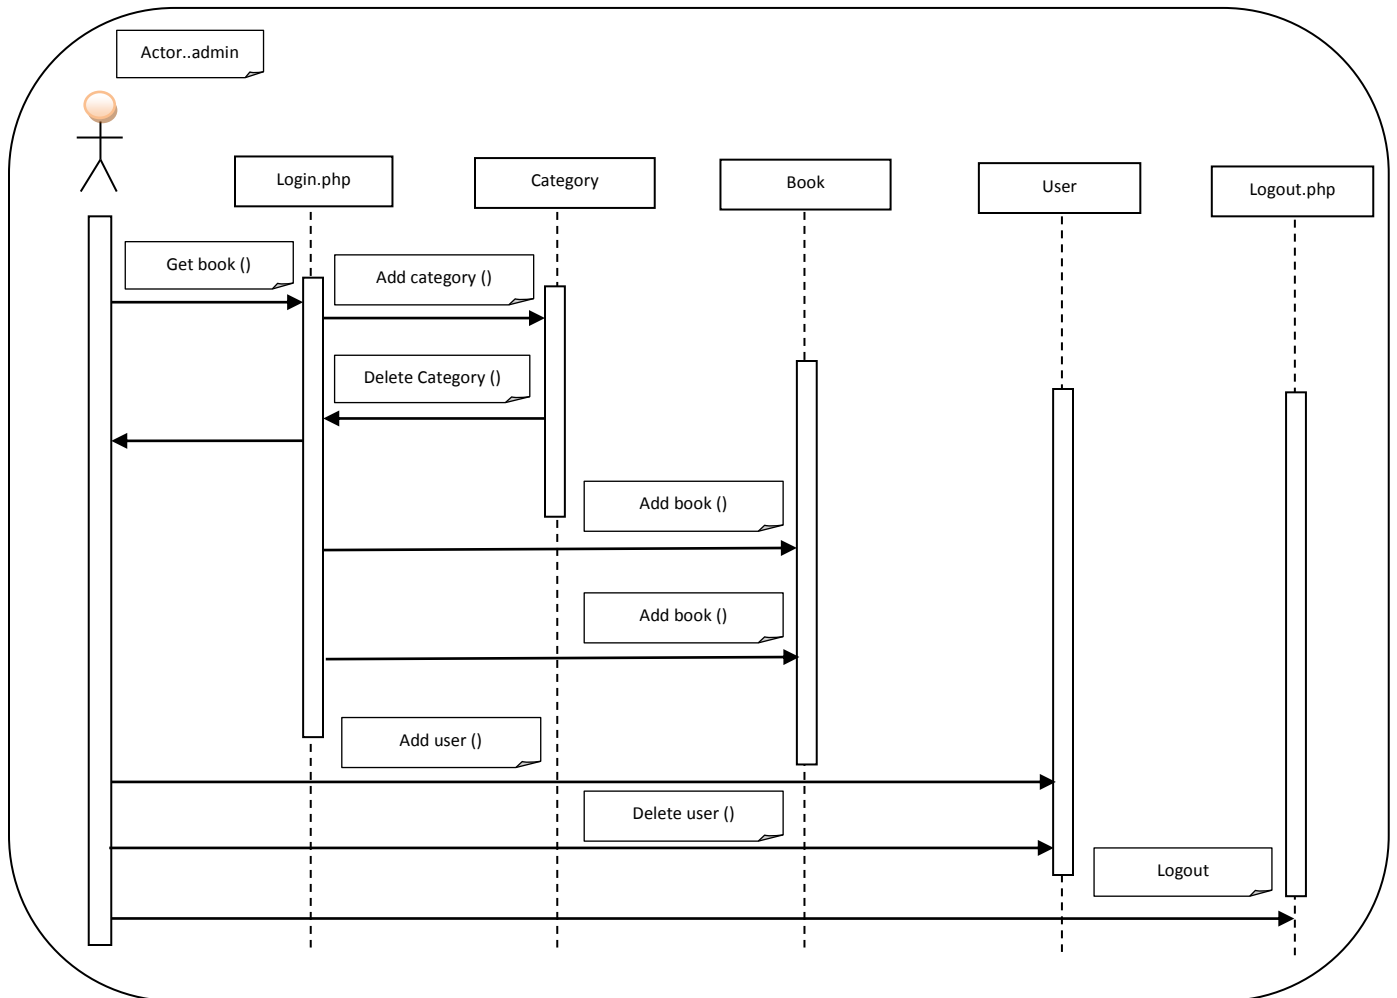 Actor..admin
Login.php
Category
Book
User
Logout.php
Get book ()
Add category ()
Delete Category ()
Add book ()
Add book ()
Add user ()
Delete user ()
Logout